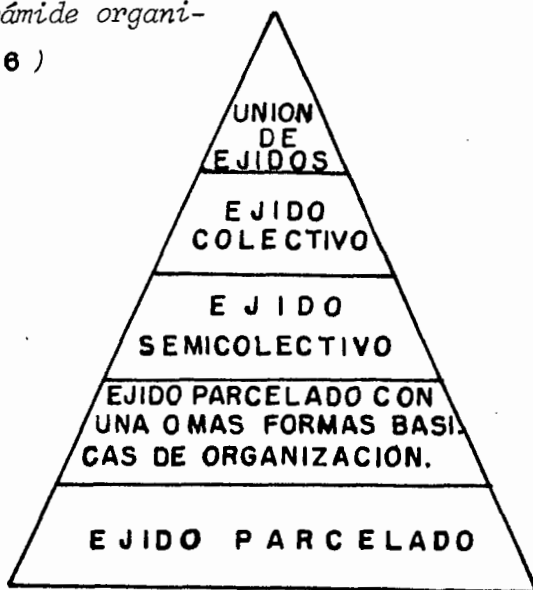 ámide organi-
6 )
UNION
DE
EJIDOS
EJIDO
COLECTIVO
EJIDO
SEMICOLECTIVO
EJIDO PARCELADO CON
UNA O MAS FORMAS BASI-
CAS DE ORGANIZACIÓN.
EJIDO PARCELADO